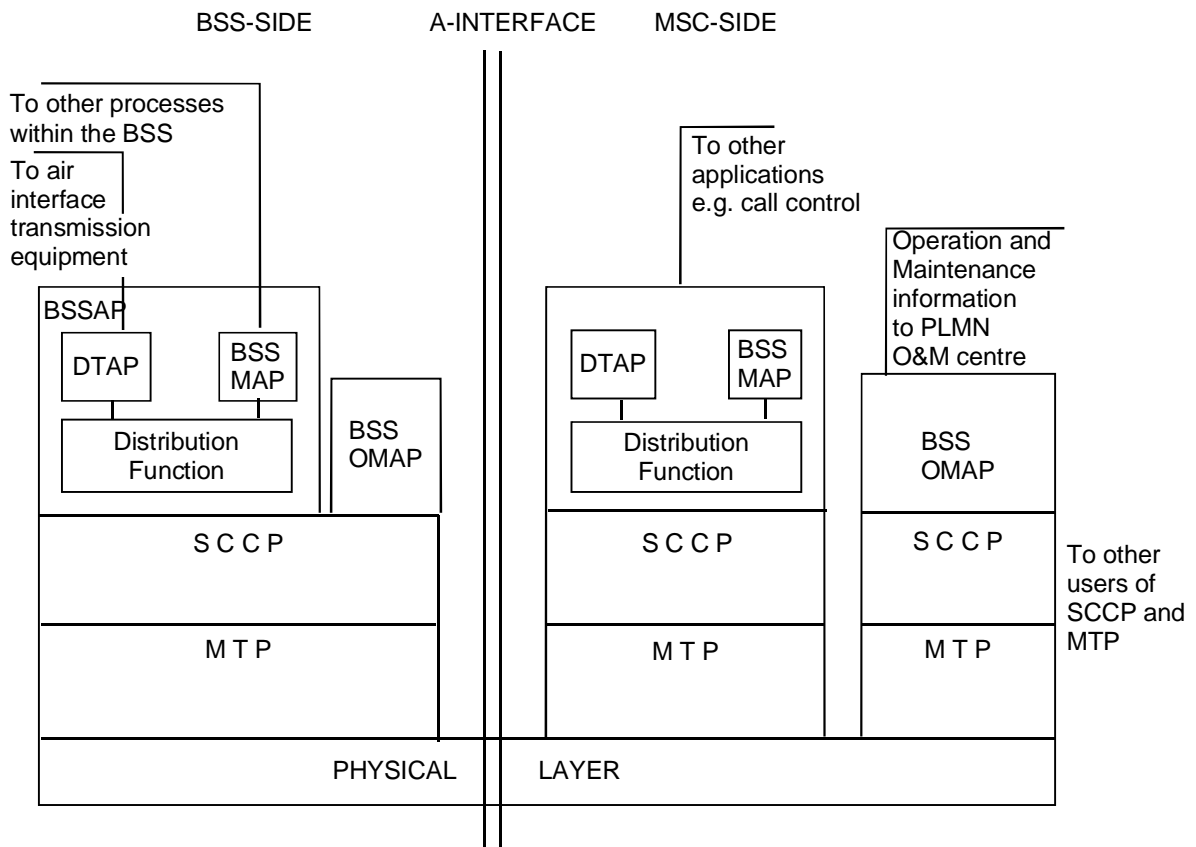 BSS-SIDE A-INTERFACE MSC-SIDE
To other processes
within the BSS
To air
interface
transmission
equipment
To other
applications
e.g. call control
Operation and
Maintenance
information
to PLMN
O&M centre
BSSAP
DTAP
BSS
MAP
Distribution
Function
BSS
OMAP
DTAP
BSS
MAP
Distribution
Function
BSS
OMAP
S C C P
S C C P
S C C P
To other
users of
SCCP and
MTP
M T P
M T P
M T P
PHYSICAL LAYER